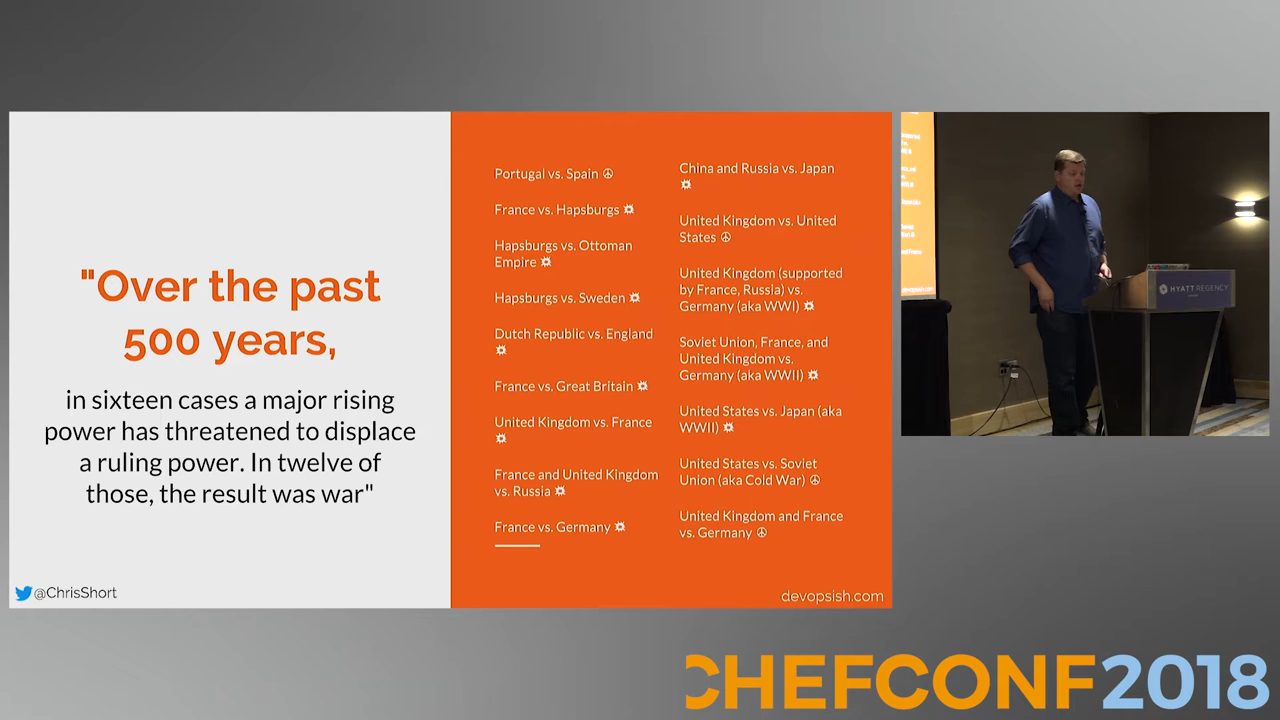 "Over the past
500 years,
in sixteen cases a major rising
power has threatened to displace
a ruling power. In twelve of
those, the result was war"
@ChrisShort
Portugal vs. Spain ☮
France vs. Hapsburgs 💥
Hapsburgs vs. Ottoman
Empire 💥
Hapsburgs vs. Sweden 💥
Dutch Republic vs. England
💥
France vs. Great Britain 💥
United Kingdom vs. France
💥
France and United Kingdom
vs. Russia 💥
France vs. Germany 💥
China and Russia vs. Japan
💥
United Kingdom vs. United
States ☮
United Kingdom (supported
by France, Russia) vs.
Germany (aka WWI) 💥
Soviet Union, France, and
United Kingdom vs.
Germany (aka WWII) 💥
United States vs. Japan (aka
WWII) 💥
United States vs. Soviet
Union (aka Cold War) ☮
United Kingdom and France
vs. Germany ☮
devopsish.com
HYATT REGENCY
CHEFCONF2018